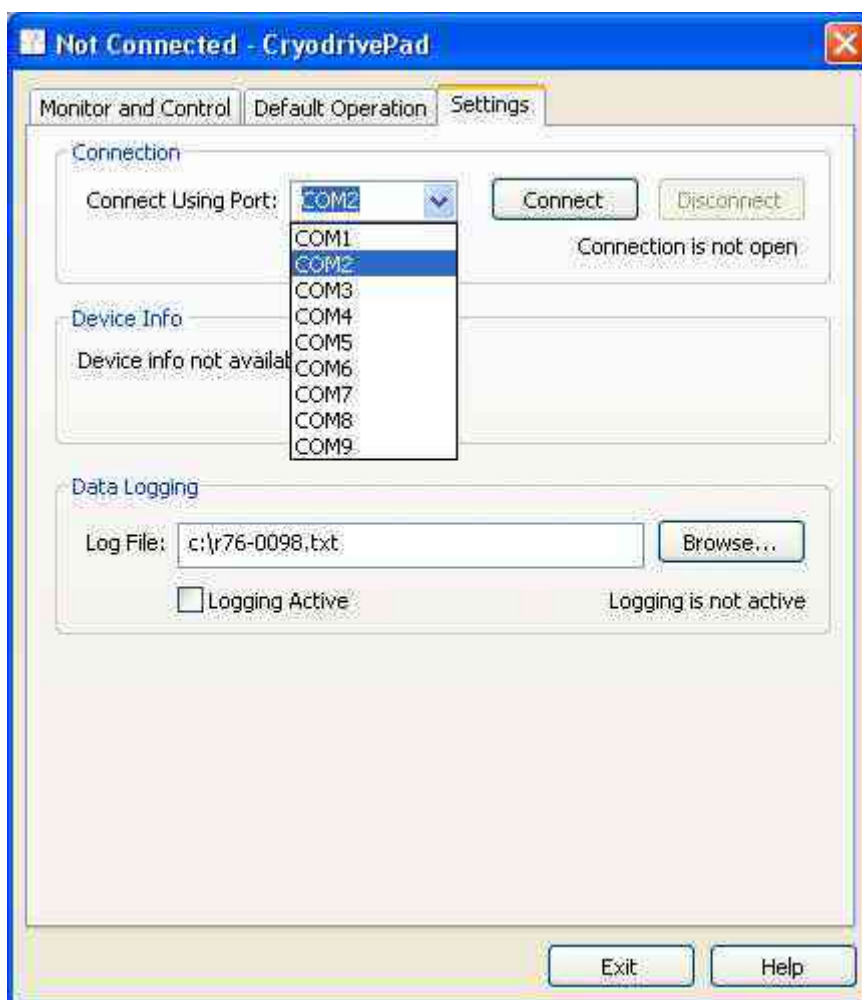 Not Connected - CryodrivePad
Monitor and Control Default Operation Settings
Connection
Connect Using Port: COM2 Connect Disconnect
Connection is not open
COM1
COM2
COM3
COM4
COM5
COM6
COM7
COM8
COM9
Device Info
Device info not
Data Logging
Log File: c:\r76-0098.txt Browse...
Logging Active Logging is not active
Exit Help